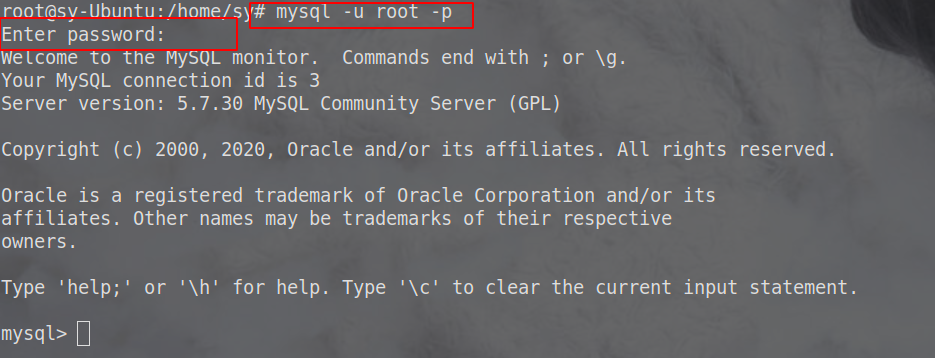 root@sy-Ubuntu:/home/sy# mysql -u root -p
Enter password:
Welcome to the MySQL monitor.  Commands end with ; or \g.
Your MySQL connection id is 3
Server version: 5.7.30 MySQL Community Server (GPL)
Copyright (c) 2000, 2020, Oracle and/or its affiliates. All rights reserved.
Oracle is a registered trademark of Oracle Corporation and/or its
affiliates. Other names may be trademarks of their respective
owners.
Type 'help;' or '\h' for help. Type '\c' to clear the current input statement.
mysql>